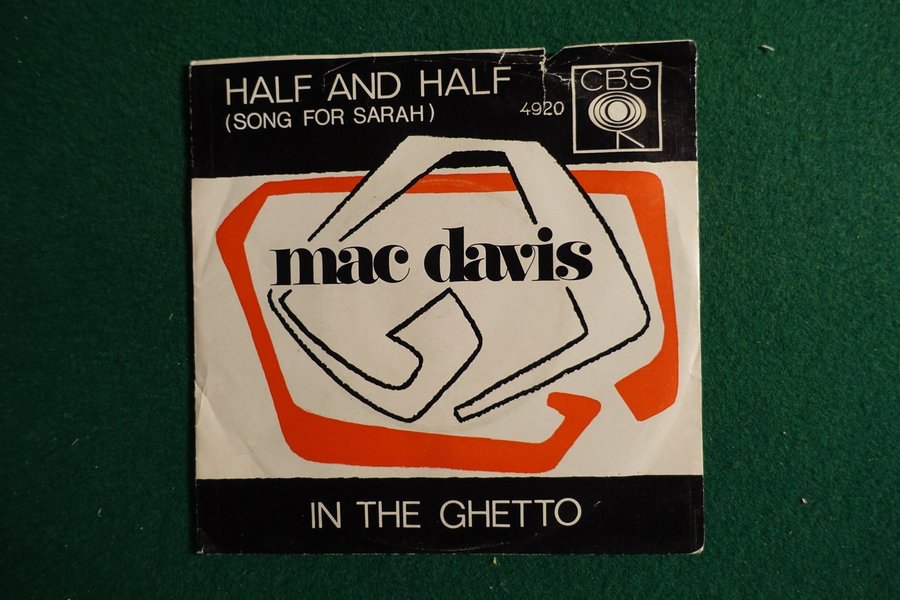 HALF AND HALF
(SONG FOR SARAH)
4920
CBS
mac davis
IN THE GHETTO